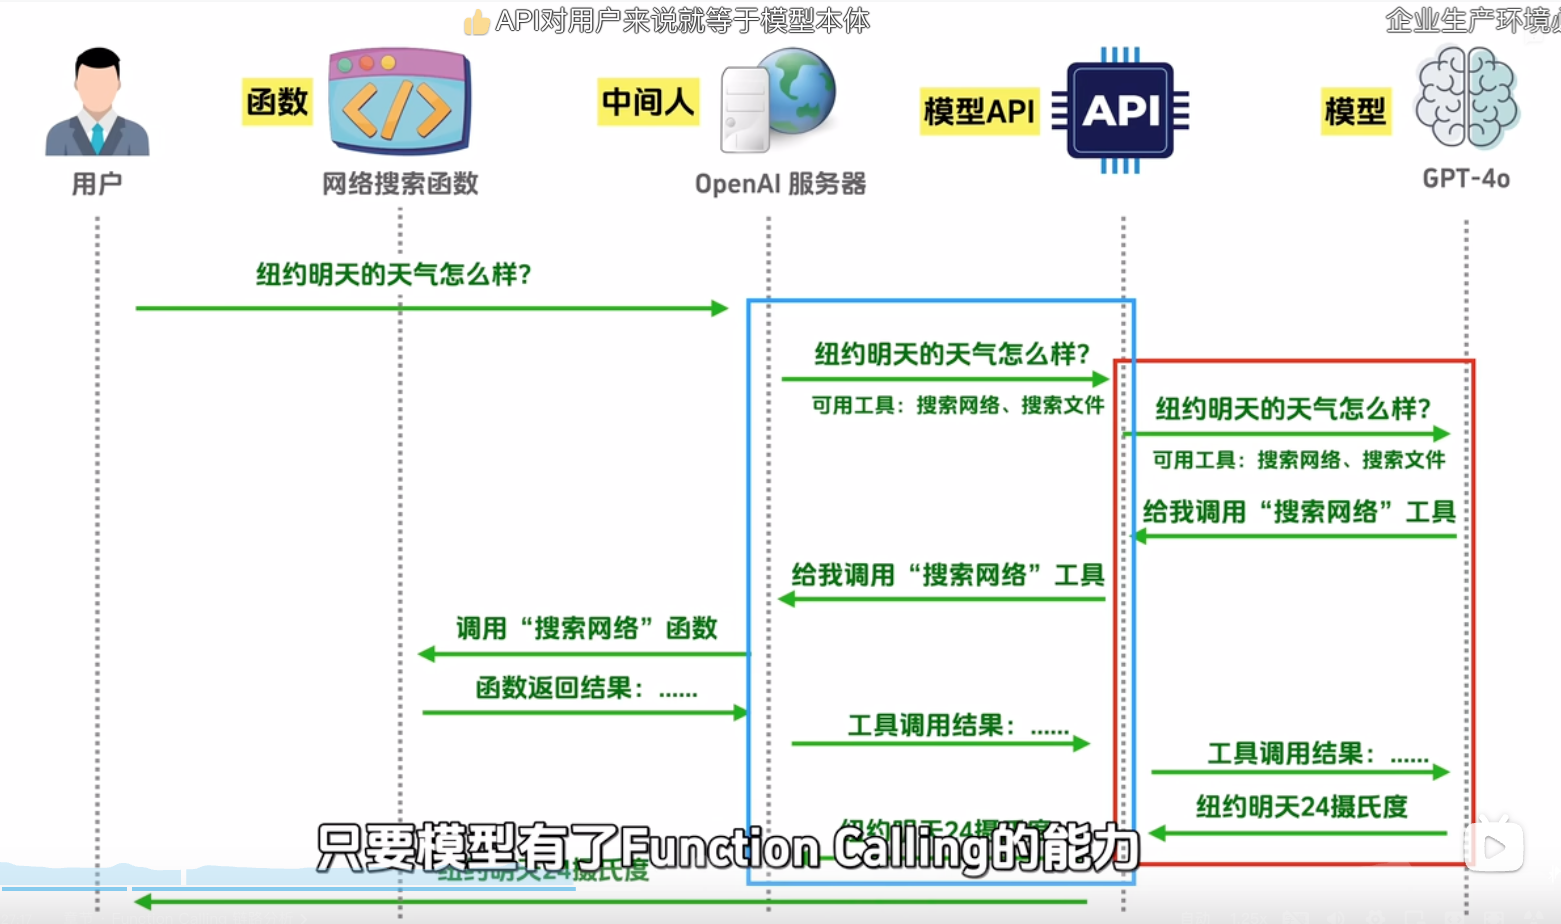 👍API对用户来说就等于模型本体
企业生产环境
函数
中间人
模型API
API
模型
用户
网络搜索函数
OpenAI 服务器
GPT-4o
纽约明天的天气怎么样?
纽约明天的天气怎么样?
可用工具：搜索网络、搜索文件
纽约明天的天气怎么样?
可用工具：搜索网络、搜索文件
给我调用“搜索网络”工具
给我调用“搜索网络”工具
调用“搜索网络”函数
函数返回结果：......
工具调用结果：......
工具调用结果：......
纽约明天24摄氏度
纽约明天24摄氏度
只要模型有了Function Calling的能力
纽约明天24摄氏度